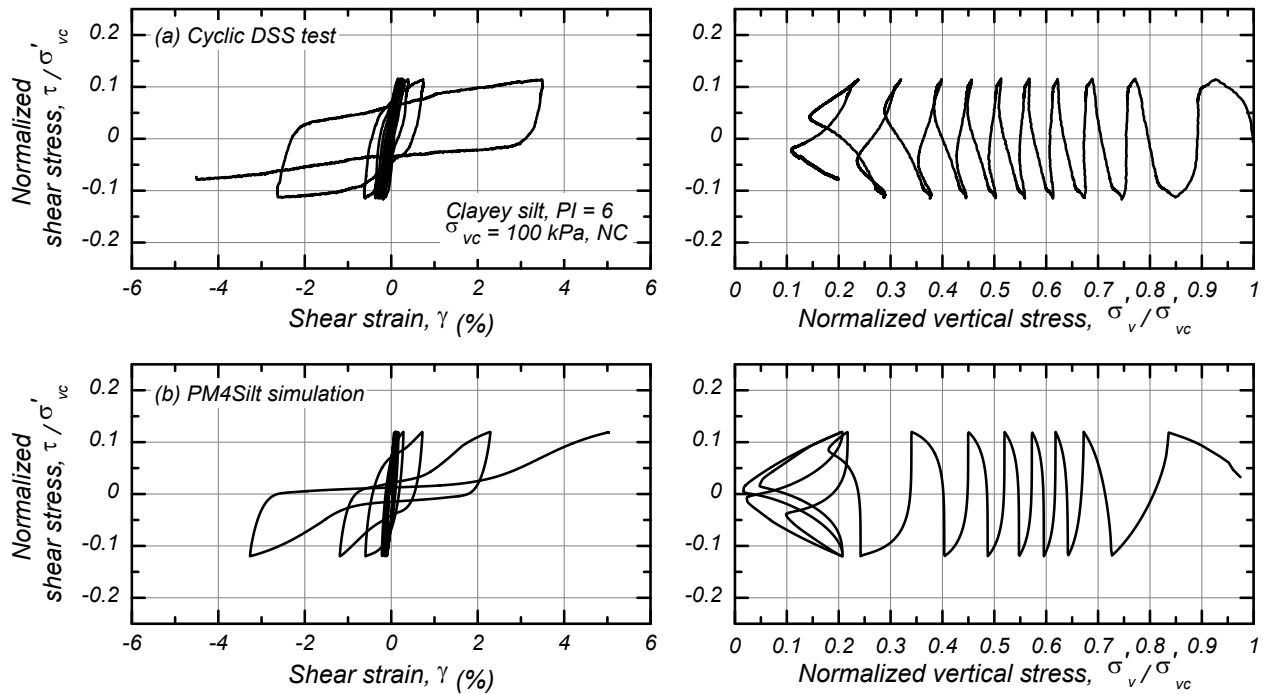 (a) Cyclic DSS test
Normalized
shear stress, τ / σ'vc
0.2
0.1
0
-0.1
-0.2
Clayey silt, PI = 6
σ'vc = 100 kPa, NC
-6 -4 -2 0 2 4 6
Shear strain, γ (%)
0.2
0.1
0
-0.1
-0.2
0 0.1 0.2 0.3 0.4 0.5 0.6 0.7 0.8 0.9 1
Normalized vertical stress, σ'v/σ'vc
(b) PM4Silt simulation
Normalized
shear stress, τ / σ'vc
0.2
0.1
0
-0.1
-0.2
-6 -4 -2 0 2 4 6
Shear strain, γ (%)
0.2
0.1
0
-0.1
-0.2
0 0.1 0.2 0.3 0.4 0.5 0.6 0.7 0.8 0.9 1
Normalized vertical stress, σ'v/σ'vc